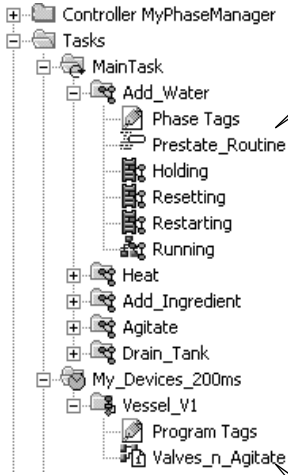 Controller MyPhaseManager
Tasks
MainTask
Add_Water
Phase Tags
Prestate_Routine
Holding
Resetting
Restarting
Running
Heat
Add_Ingredient
Agitate
Drain_Tank
My_Devices_200ms
Vessel_V1
Program Tags
Valves_n_Agitate